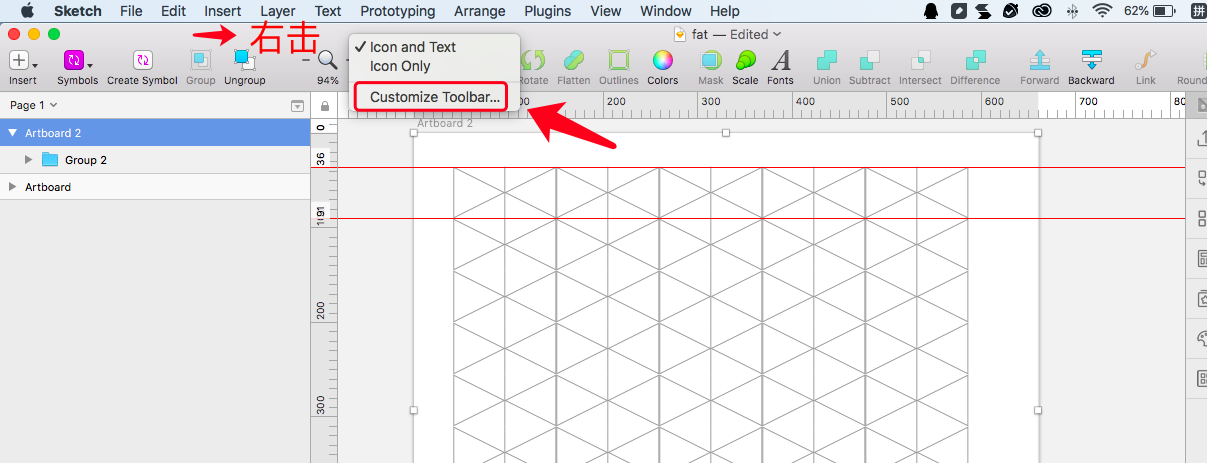 Sketch File Edit Insert Layer Text Prototyping Arrange Plugins View Window Help 62% 拼
右击
fat — Edited
Icon and Text
Icon Only
Customize Toolbar...
Insert Symbols Create Symbol Group Ungroup 94% Rotate Flatten Outlines Colors Mask Scale Fonts Union Subtract Intersect Difference Forward Backward Link Round
Page 1
200 300 400 500 600 700
Artboard 2
Artboard 2
Group 2
Artboard
0
36
191
200
300